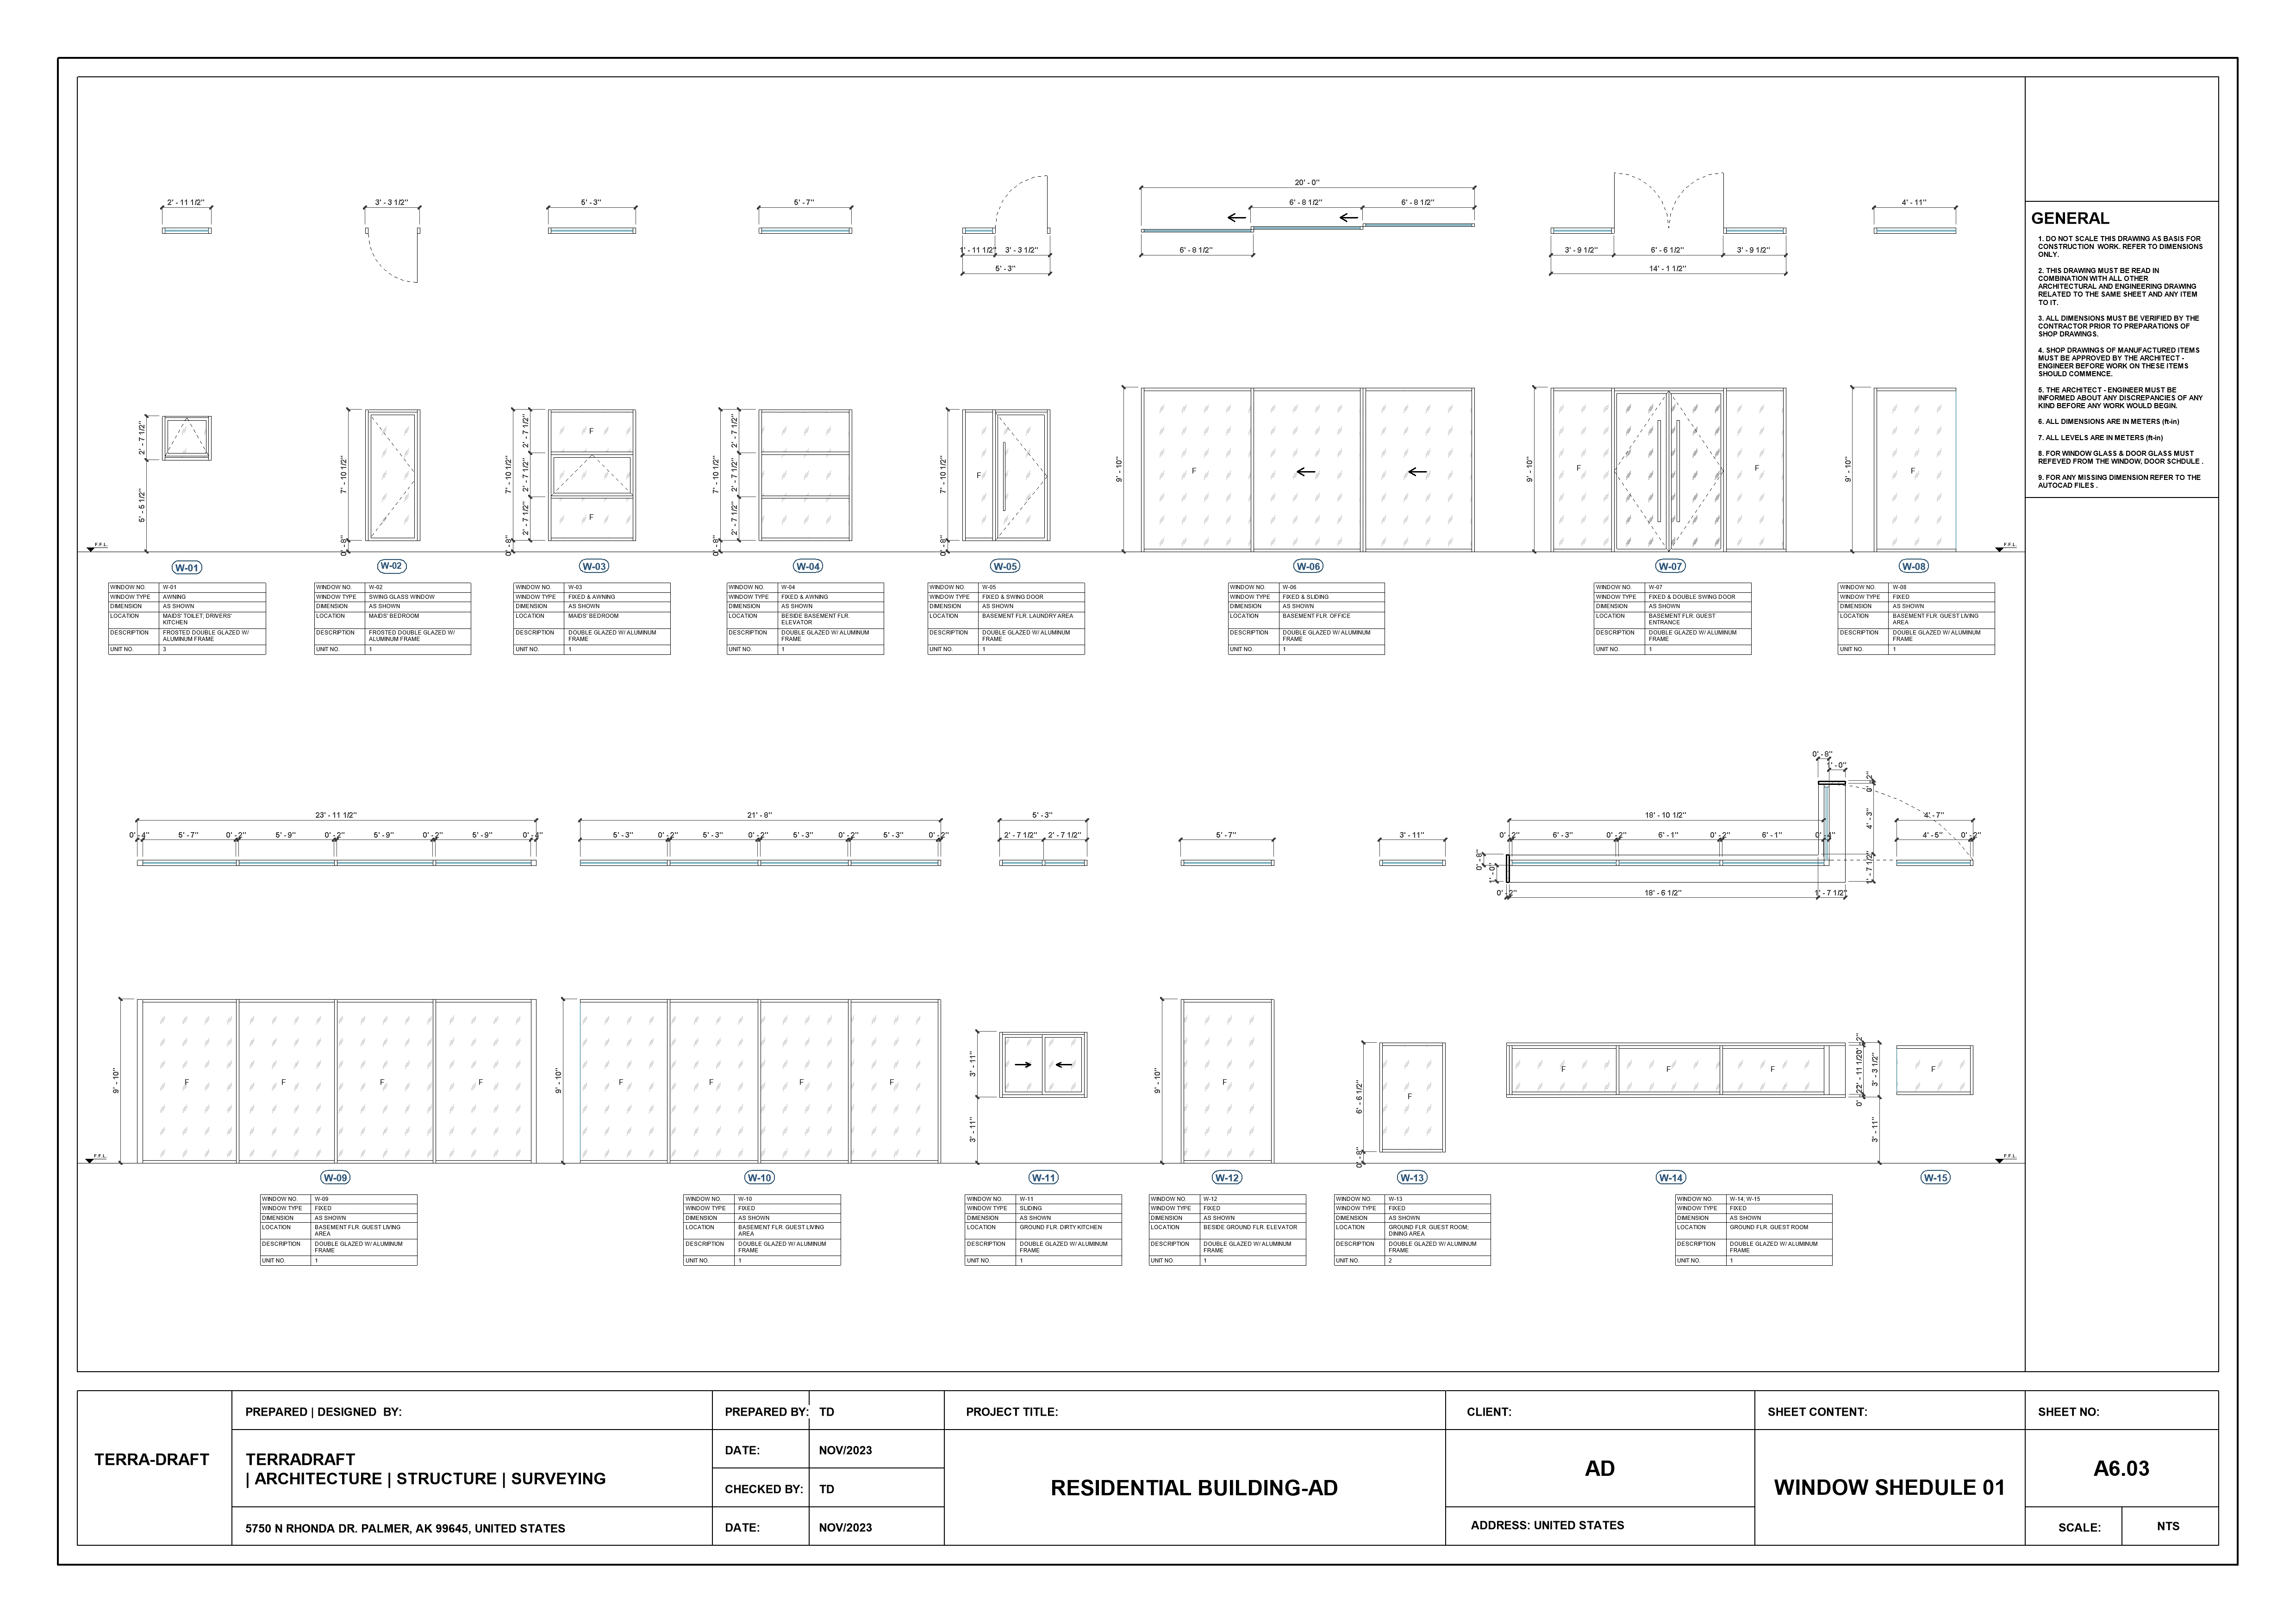 2' - 11 1/2"
3' - 3 1/2"
5' - 3"
5' - 7"
1' - 11 1/2" 3' - 3 1/2"
5' - 3"
20' - 0"
6' - 8 1/2" 6' - 8 1/2"
6' - 8 1/2"
3' - 9 1/2" 6' - 6 1/2" 3' - 9 1/2"
14' - 1 1/2"
4' - 11"
2' - 7 1/2"
5' - 5 1/2"
7' - 10 1/2"
0' - 8"
7' - 10 1/2"
2' - 7 1/2"
2' - 7 1/2"
2' - 7 1/2"
0' - 8"
F
F
7' - 10 1/2"
2' - 7 1/2"
2' - 7 1/2"
2' - 7 1/2"
0' - 8"
7' - 10 1/2"
0' - 8"
F
9' - 10"
F
9' - 10"
F
F
9' - 10"
F
F.F.L.
F.F.L.
W-01
W-02
W-03
W-04
W-05
W-06
W-07
W-08
WINDOW NO. W-01
WINDOW TYPE AWNING
DIMENSION AS SHOWN
LOCATION MAIDS' TOILET; DRIVERS'
KITCHEN
DESCRIPTION FROSTED DOUBLE GLAZED W/
ALUMINUM FRAME
UNIT NO. 3
WINDOW NO. W-02
WINDOW TYPE SWING GLASS WINDOW
DIMENSION AS SHOWN
LOCATION MAIDS' BEDROOM
DESCRIPTION FROSTED DOUBLE GLAZED W/
ALUMINUM FRAME
UNIT NO. 1
WINDOW NO. W-03
WINDOW TYPE FIXED & AWNING
DIMENSION AS SHOWN
LOCATION MAIDS' BEDROOM
DESCRIPTION DOUBLE GLAZED W/ ALUMINUM
FRAME
UNIT NO. 1
WINDOW NO. W-04
WINDOW TYPE FIXED & AWNING
DIMENSION AS SHOWN
LOCATION BESIDE BASEMENT FLR.
ELEVATOR
DESCRIPTION DOUBLE GLAZED W/ ALUMINUM
FRAME
UNIT NO. 1
WINDOW NO. W-05
WINDOW TYPE FIXED & SWING DOOR
DIMENSION AS SHOWN
LOCATION BASEMENT FLR. LAUNDRY AREA
DESCRIPTION DOUBLE GLAZED W/ ALUMINUM
FRAME
UNIT NO. 1
WINDOW NO. W-06
WINDOW TYPE FIXED & SLIDING
DIMENSION AS SHOWN
LOCATION BASEMENT FLR. OFFICE
DESCRIPTION DOUBLE GLAZED W/ ALUMINUM
FRAME
UNIT NO. 1
WINDOW NO. W-07
WINDOW TYPE FIXED & DOUBLE SWING DOOR
DIMENSION AS SHOWN
LOCATION BASEMENT FLR. GUEST
ENTRANCE
DESCRIPTION DOUBLE GLAZED W/ ALUMINUM
FRAME
UNIT NO. 1
WINDOW NO. W-08
WINDOW TYPE FIXED
DIMENSION AS SHOWN
LOCATION BASEMENT FLR. GUEST LIVING
AREA
DESCRIPTION DOUBLE GLAZED W/ ALUMINUM
FRAME
UNIT NO. 1
23' - 11 1/2"
0' - 4" 5' - 7" 0' - 2" 5' - 9" 0' - 2" 5' - 9" 0' - 2" 5' - 9" 0' - 4"
21' - 8"
5' - 3" 0' - 2" 5' - 3" 0' - 2" 5' - 3" 0' - 2" 5' - 3" 0' - 2"
5' - 3"
2' - 7 1/2" 2' - 7 1/2"
5' - 7"
3' - 11"
0' - 8"
1' - 0"
0' - 2"
4' - 3"
1' - 7 1/2"
18' - 10 1/2"
0' - 2" 6' - 3" 0' - 2" 6' - 1" 0' - 2" 6' - 1" 0' - 4"
0' - 8"
1' - 0"
0' - 2" 18' - 6 1/2" 1' - 7 1/2"
4' - 7"
4' - 5" 0' - 2"
9' - 10"
F F F F
9' - 10"
F F F F
3' - 11"
3' - 11"
9' - 10"
F
6' - 6 1/2"
0' - 8"
F
F F F
3' - 3 1/2"
3' - 11"
F
F.F.L.
F.F.L.
W-09
W-10
W-11
W-12
W-13
W-14
W-15
WINDOW NO. W-09
WINDOW TYPE FIXED
DIMENSION AS SHOWN
LOCATION BASEMENT FLR. GUEST LIVING
AREA
DESCRIPTION DOUBLE GLAZED W/ ALUMINUM
FRAME
UNIT NO. 1
WINDOW NO. W-10
WINDOW TYPE FIXED
DIMENSION AS SHOWN
LOCATION BASEMENT FLR. GUEST LIVING
AREA
DESCRIPTION DOUBLE GLAZED W/ ALUMINUM
FRAME
UNIT NO. 1
WINDOW NO. W-11
WINDOW TYPE SLIDING
DIMENSION AS SHOWN
LOCATION GROUND FLR. DIRTY KITCHEN
DESCRIPTION DOUBLE GLAZED W/ ALUMINUM
FRAME
UNIT NO. 1
WINDOW NO. W-12
WINDOW TYPE FIXED
DIMENSION AS SHOWN
LOCATION BESIDE GROUND FLR. ELEVATOR
DESCRIPTION DOUBLE GLAZED W/ ALUMINUM
FRAME
UNIT NO. 1
WINDOW NO. W-13
WINDOW TYPE FIXED
DIMENSION AS SHOWN
LOCATION GROUND FLR. GUEST ROOM;
DINING AREA
DESCRIPTION DOUBLE GLAZED W/ ALUMINUM
FRAME
UNIT NO. 2
WINDOW NO. W-14; W-15
WINDOW TYPE FIXED
DIMENSION AS SHOWN
LOCATION GROUND FLR. GUEST ROOM
DESCRIPTION DOUBLE GLAZED W/ ALUMINUM
FRAME
UNIT NO. 1
GENERAL
1. DO NOT SCALE THIS DRAWING AS BASIS FOR
CONSTRUCTION WORK. REFER TO DIMENSIONS
ONLY.
2. THIS DRAWING MUST BE READ IN
COMBINATION WITH ALL OTHER
ARCHITECTURAL AND ENGINEERING DRAWING
RELATED TO THE SAME SHEET AND ANY ITEM
TO IT.
3. ALL DIMENSIONS MUST BE VERIFIED BY THE
CONTRACTOR PRIOR TO PREPARATIONS OF
SHOP DRAWINGS.
4. SHOP DRAWINGS OF MANUFACTURED ITEMS
MUST BE APPROVED BY THE ARCHITECT -
ENGINEER BEFORE WORK ON THESE ITEMS
SHOULD COMMENCE.
5. THE ARCHITECT - ENGINEER MUST BE
INFORMED ABOUT ANY DISCREPANCIES OF ANY
KIND BEFORE ANY WORK WOULD BEGIN.
6. ALL DIMENSIONS ARE IN METERS (ft-in)
7. ALL LEVELS ARE IN METERS (ft-in)
8. FOR WINDOW GLASS & DOOR GLASS MUST
REFEVED FROM THE WINDOW, DOOR SCHDULE .
9. FOR ANY MISSING DIMENSION REFER TO THE
AUTOCAD FILES .
TERRA-DRAFT
PREPARED | DESIGNED BY:
TERRADRAFT
| ARCHITECTURE | STRUCTURE | SURVEYING
5750 N RHONDA DR. PALMER, AK 99645, UNITED STATES
PREPARED BY: TD
DATE: NOV/2023
CHECKED BY: TD
DATE: NOV/2023
PROJECT TITLE:
RESIDENTIAL BUILDING-AD
CLIENT:
AD
ADDRESS: UNITED STATES
SHEET CONTENT:
WINDOW SHEDULE 01
SHEET NO:
A6.03
SCALE: NTS